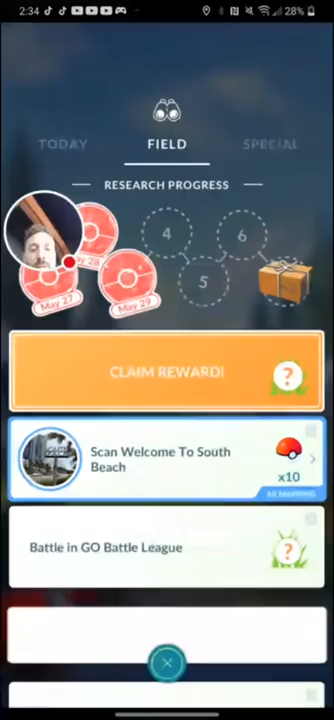 2:34
28%
TODAY
FIELD
SPECIAL
RESEARCH PROGRESS
4
6
5
May 28
May 27
May 29
CLAIM REWARD!
?
Scan Welcome To South
Beach
x10
AR MAPPING
Battle in GO Battle League
?